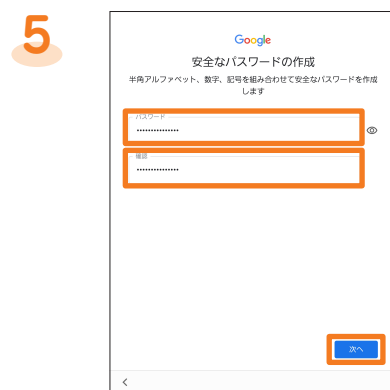 5
Google
安全なパスワードの作成
半角アルファベット、数字、記号を組み合わせて安全なパスワードを作成
します
パスワード
•••••••••••••••
確認
•••••••••••••••
次へ